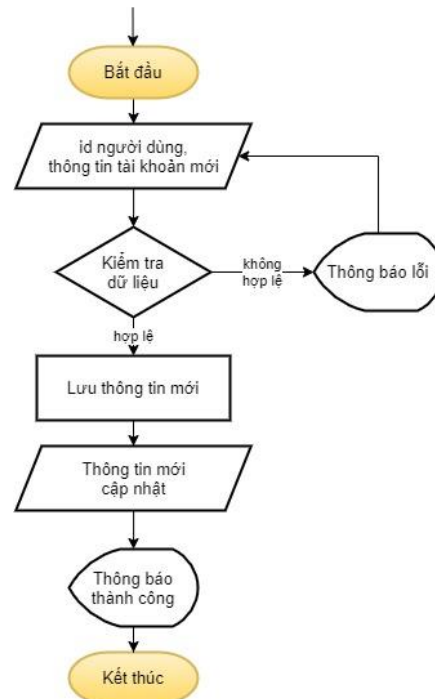 Bắt đầu
id người dùng,
thông tin tài khoản mới
Kiểm tra
dữ liệu
không
hợp lệ
Thông báo lỗi
hợp lệ
Lưu thông tin mới
Thông tin mới
cập nhật
Thông báo
thành công
Kết thúc